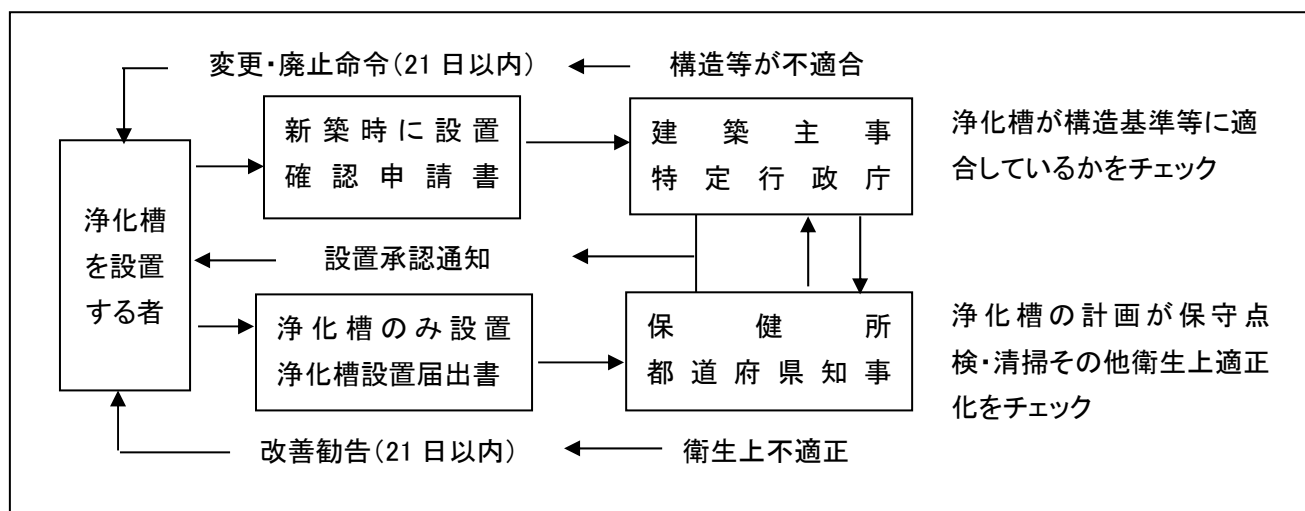 変更・廃止命令(21日以内)
構造等が不適合
新築時に設置
確認申請書
建築主事
特定行政庁
浄化槽が構造基準等に適
合しているかをチェック
浄化槽
を設置
する者
設置承認通知
浄化槽のみ設置
浄化槽設置届出書
保健所
都道府県知事
浄化槽の計画が保守点
検・清掃その他衛生上適正
化をチェック
改善勧告(21日以内)
衛生上不適正